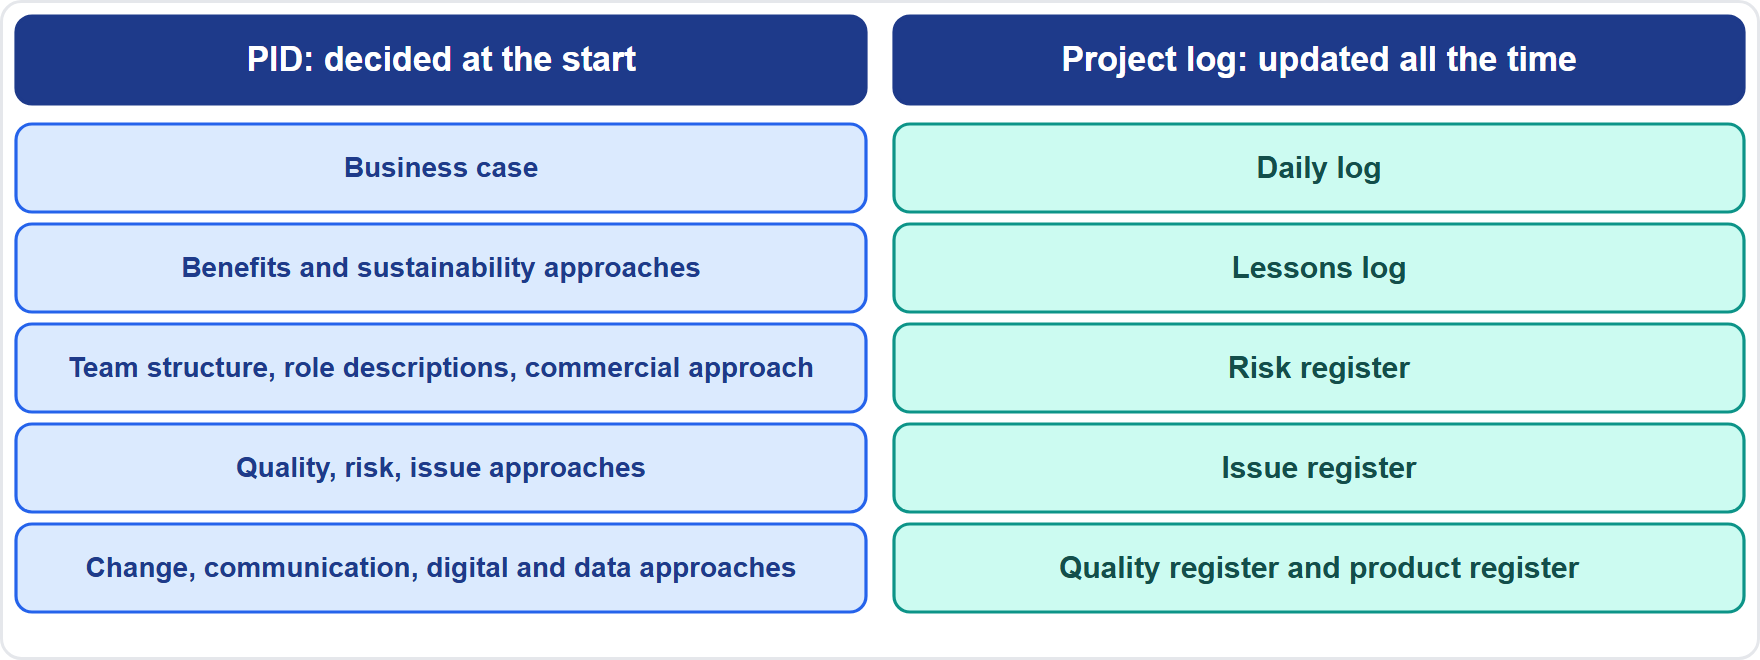 PID: decided at the start
Business case
Benefits and sustainability approaches
Team structure, role descriptions, commercial approach
Quality, risk, issue approaches
Change, communication, digital and data approaches
Project log: updated all the time
Daily log
Lessons log
Risk register
Issue register
Quality register and product register